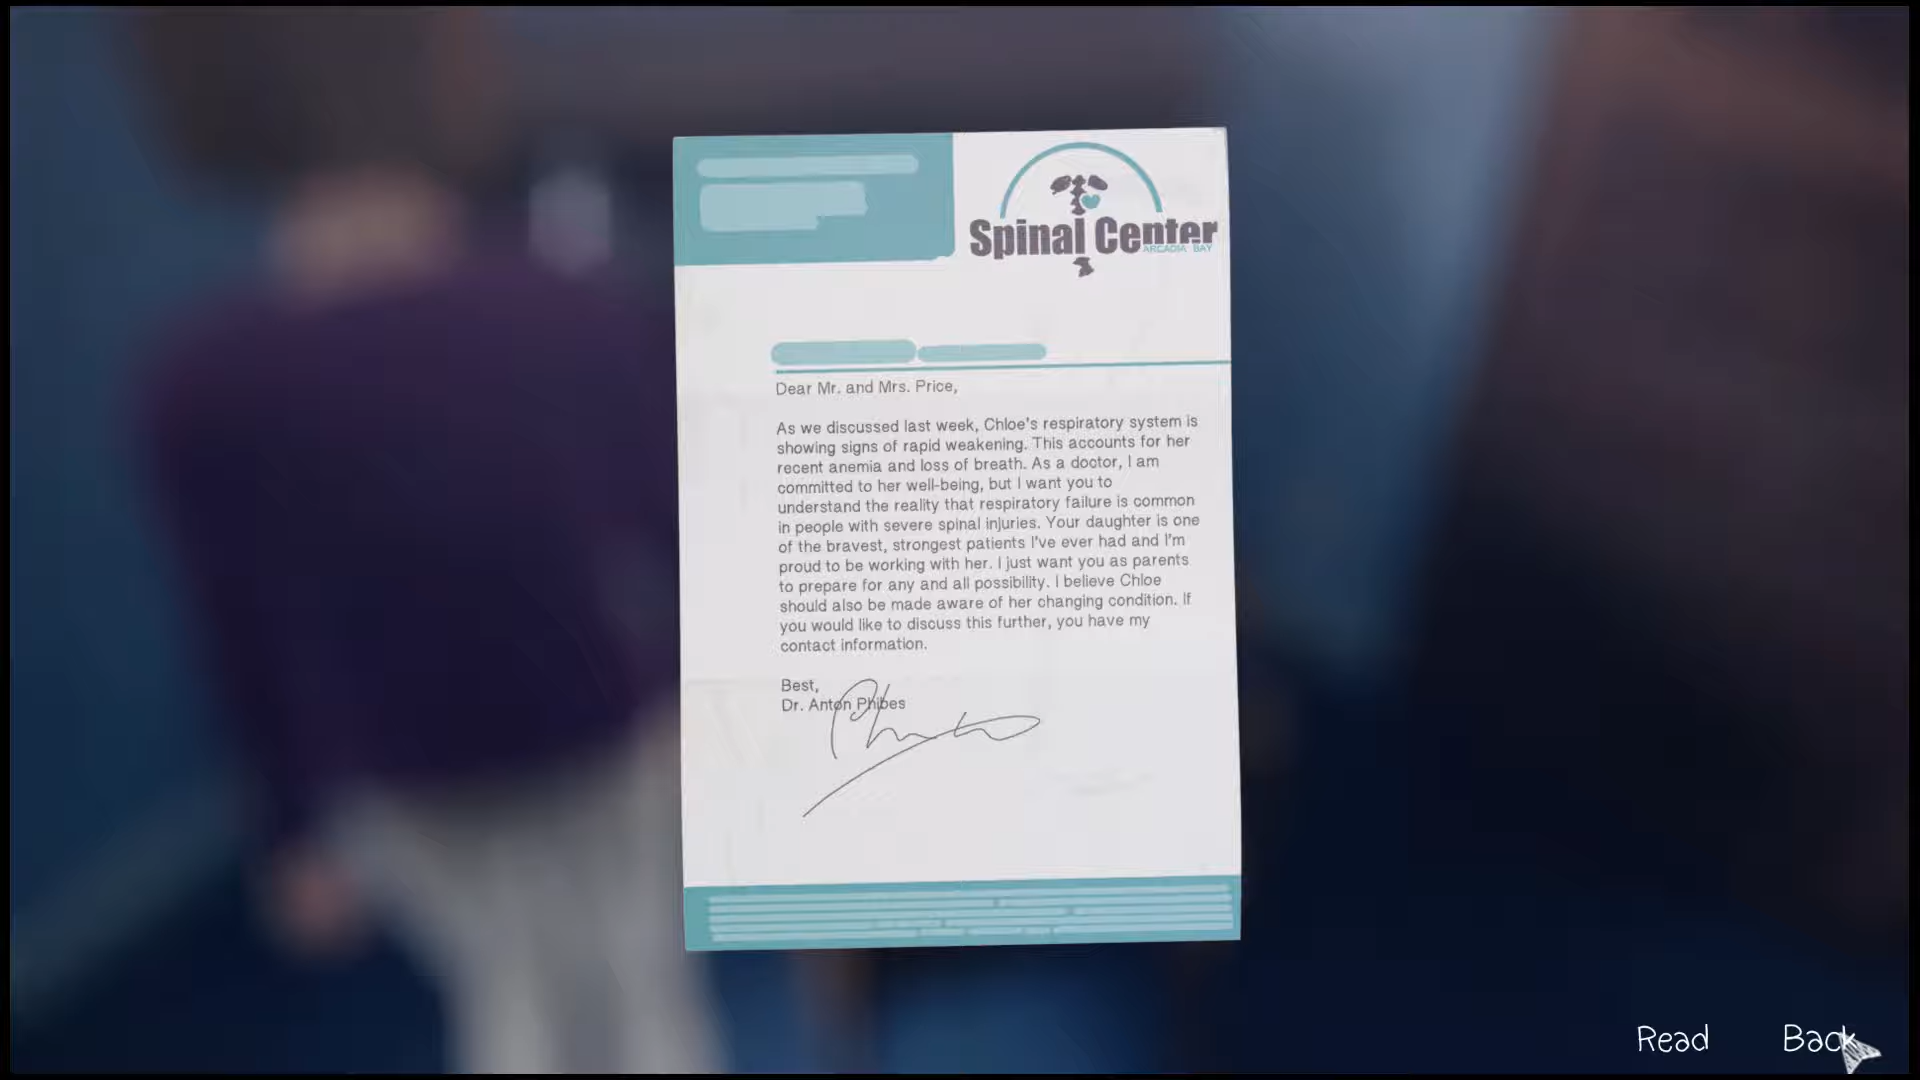 Spinal Center
ARCADIA BAY
Dear Mr. and Mrs. Price,
As we discussed last week, Chloe's respiratory system is
showing signs of rapid weakening. This accounts for her
recent anemia and loss of breath. As a doctor, I am
committed to her well-being, but I want you to
understand the reality that respiratory failure is common
in people with severe spinal injuries. Your daughter is one
of the bravest, strongest patients I've ever had and I'm
proud to be working with her. I just want you as parents
to prepare for any and all possibility. I believe Chloe
should also be made aware of her changing condition. If
you would like to discuss this further, you have my
contact information.
Best,
Dr. Anton Phibes
Read
Back